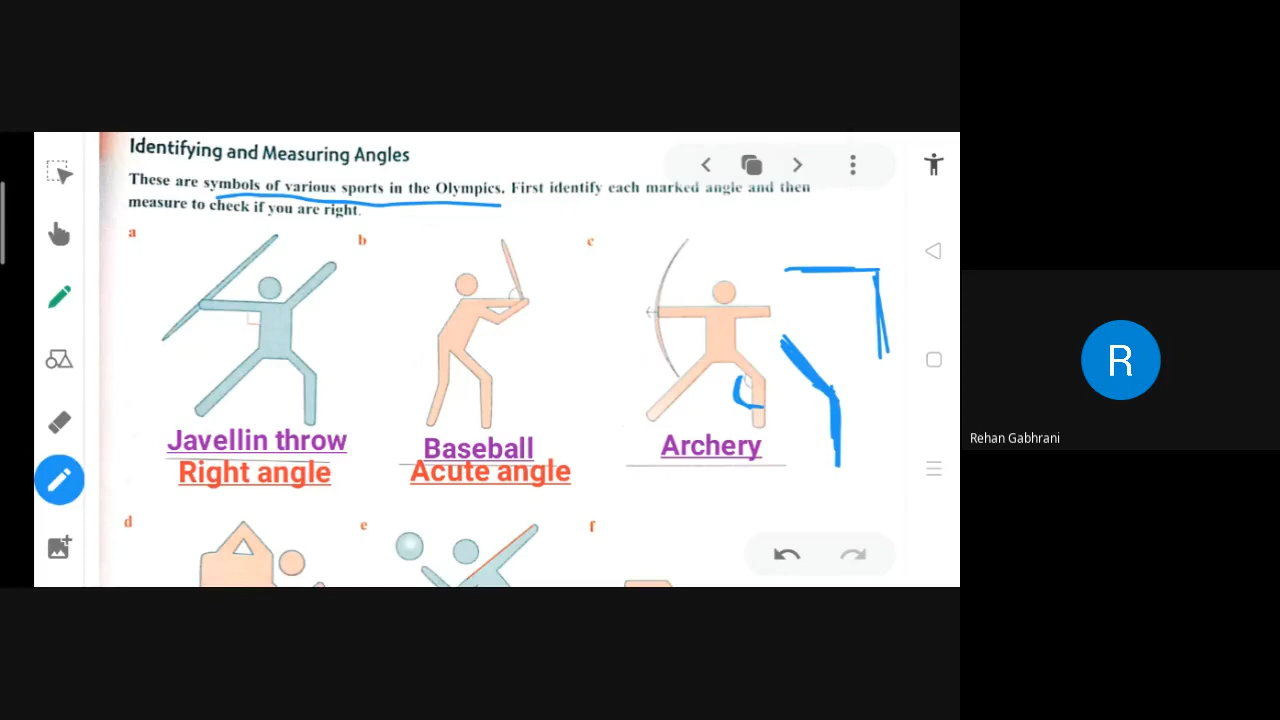 Identifying and Measuring Angles
These are symbols of various sports in the Olympics. First identify each marked angle and then
measure to check if you are right.
a
b
c
Javellin throw
Right angle
Baseball
Acute angle
Archery
d
e
f
R
Rehan Gabhrani